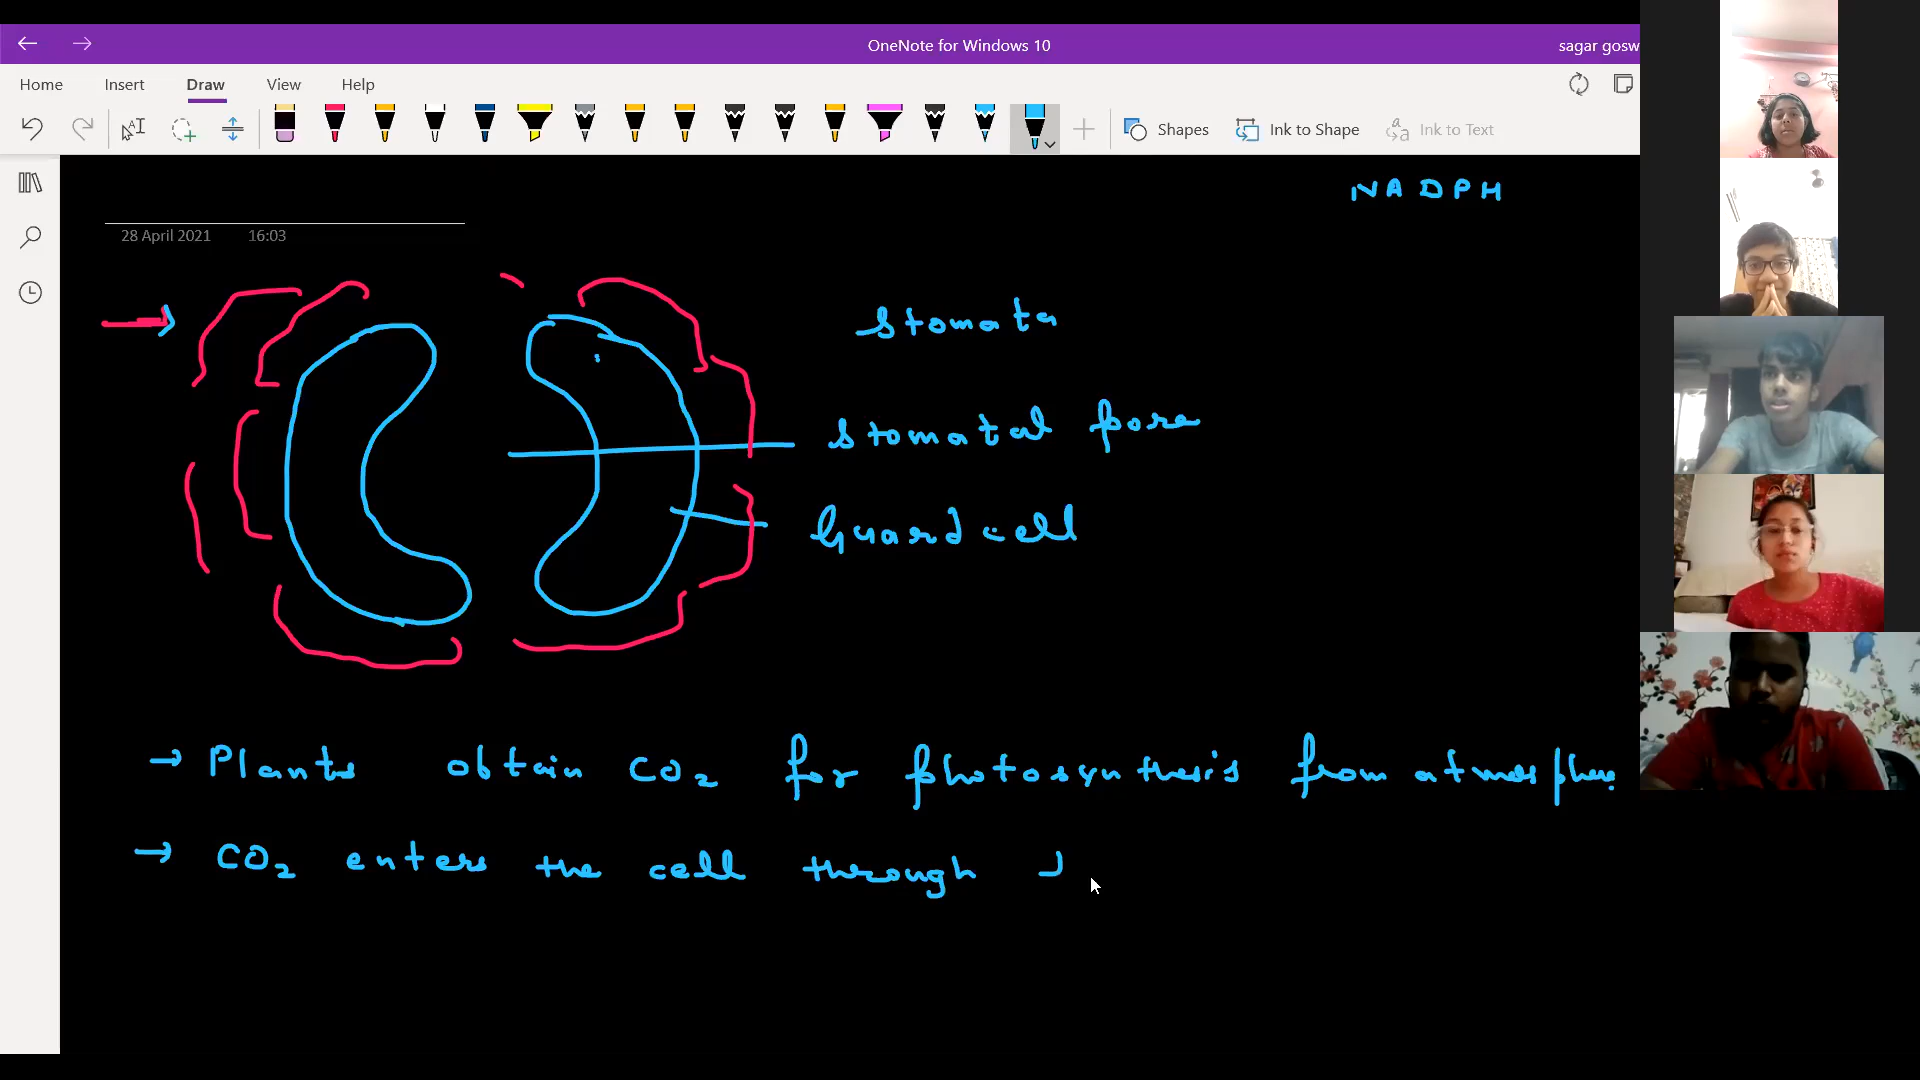 OneNote for Windows 10
sagar gosw
Home Insert Draw View Help
Shapes Ink to Shape Ink to Text
NADPH
28 April 2021 16:03
stomata
stomatal pore
Guard cell
→ Plants obtain CO2 for photosynthesis from atmosphere
→ CO2 enters the cell through